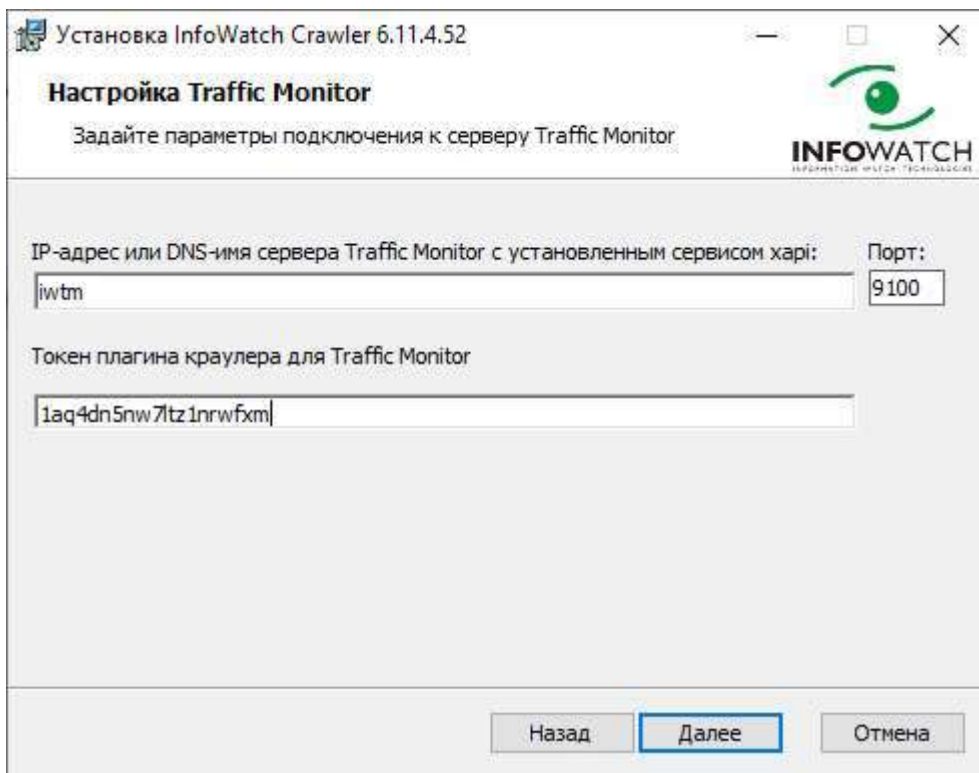 Установка InfoWatch Crawler 6.11.4.52
Настройка Traffic Monitor
Задайте параметры подключения к серверу Traffic Monitor
INFOWATCH
IP-адрес или DNS-имя сервера Traffic Monitor с установленным сервисом xapi:
Порт:
iwtm
9100
Токен плагина краулера для Traffic Monitor
1aq4dn5nw7ltz1nrwfxm
Назад
Далее
Отмена